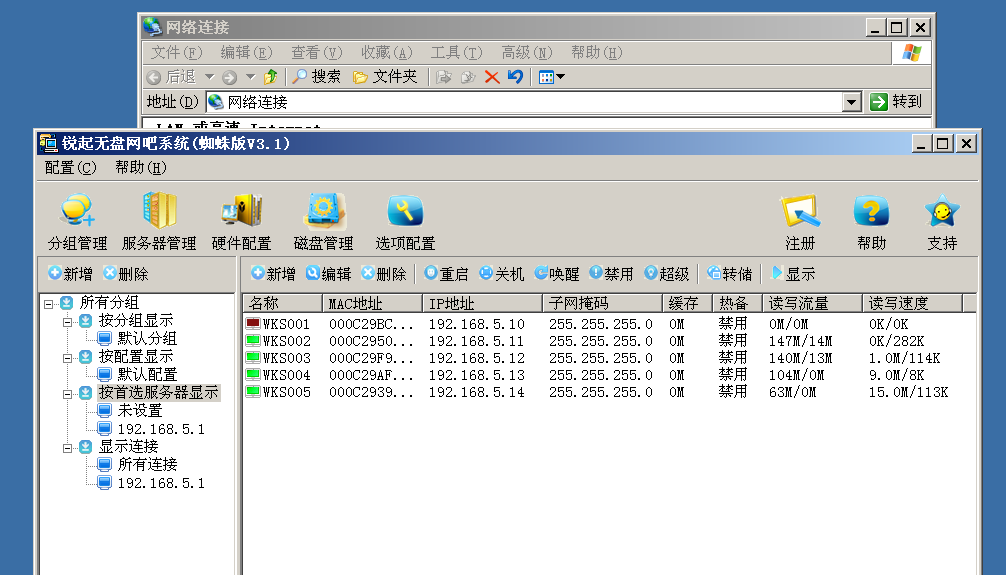 网络连接
文件(F) 编辑(E) 查看(V) 收藏(A) 工具(T) 高级(N) 帮助(H)
后退 搜索 文件夹
地址(D) 网络连接 转到
LAN 或高速 Internet
锐起无盘网吧系统(蜘蛛版V3.1)
配置(C) 帮助(H)
分组管理 服务器管理 硬件配置 磁盘管理 选项配置 注册 帮助 支持
新增 删除 新增 编辑 删除 重启 关机 唤醒 禁用 超级 转储 显示
所有分组
按分组显示
默认分组
按配置显示
默认配置
按首选服务器显示
未设置
192.168.5.1
显示连接
所有连接
192.168.5.1
名称 MAC地址 IP地址 子网掩码 缓存 热备 读写流量 读写速度
WKS001 000C29BC... 192.168.5.10 255.255.255.0 0M 禁用 0M/0M 0K/0K
WKS002 000C2950... 192.168.5.11 255.255.255.0 0M 禁用 147M/14M 0K/282K
WKS003 000C29F9... 192.168.5.12 255.255.255.0 0M 禁用 140M/13M 1.0M/114K
WKS004 000C29AF... 192.168.5.13 255.255.255.0 0M 禁用 104M/0M 9.0M/8K
WKS005 000C2939... 192.168.5.14 255.255.255.0 0M 禁用 63M/0M 15.0M/113K